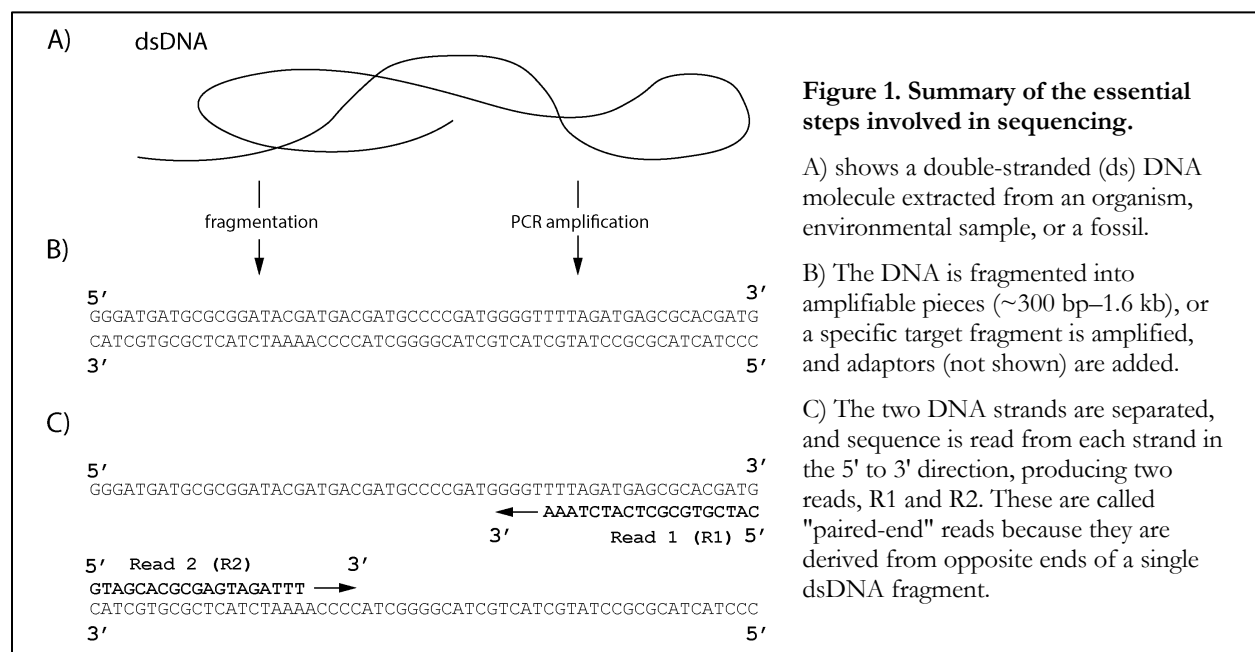 A) dsDNA
fragmentation PCR amplification
B)
5′ 3′
GGGATGATGCGCGGATACGATGACGATGCCCCGATGGGGTTTTAGATGAGCGCACGATG
CATCGTGCGCTCATCTAAAACCCCATCGGGGCATCGTCATCGTATCCGCGCATCATCCC
3′ 5′
C)
5′ 3′
GGGATGATGCGCGGATACGATGACGATGCCCCGATGGGGTTTTAGATGAGCGCACGATG
AAATCTACTCGCGTGCTAC
3′ Read 1 (R1) 5′
5′ Read 2 (R2) 3′
GTAGCACGCGAGTAGATTT
CATCGTGCGCTCATCTAAAACCCCATCGGGGCATCGTCATCGTATCCGCGCATCATCCC
3′ 5′
Figure 1. Summary of the essential
steps involved in sequencing.
A) shows a double-stranded (ds) DNA
molecule extracted from an organism,
environmental sample, or a fossil.
B) The DNA is fragmented into
amplifiable pieces (~300 bp–1.6 kb), or
a specific target fragment is amplified,
and adaptors (not shown) are added.
C) The two DNA strands are separated,
and sequence is read from each strand in
the 5' to 3' direction, producing two
reads, R1 and R2. These are called
"paired-end" reads because they are
derived from opposite ends of a single
dsDNA fragment.